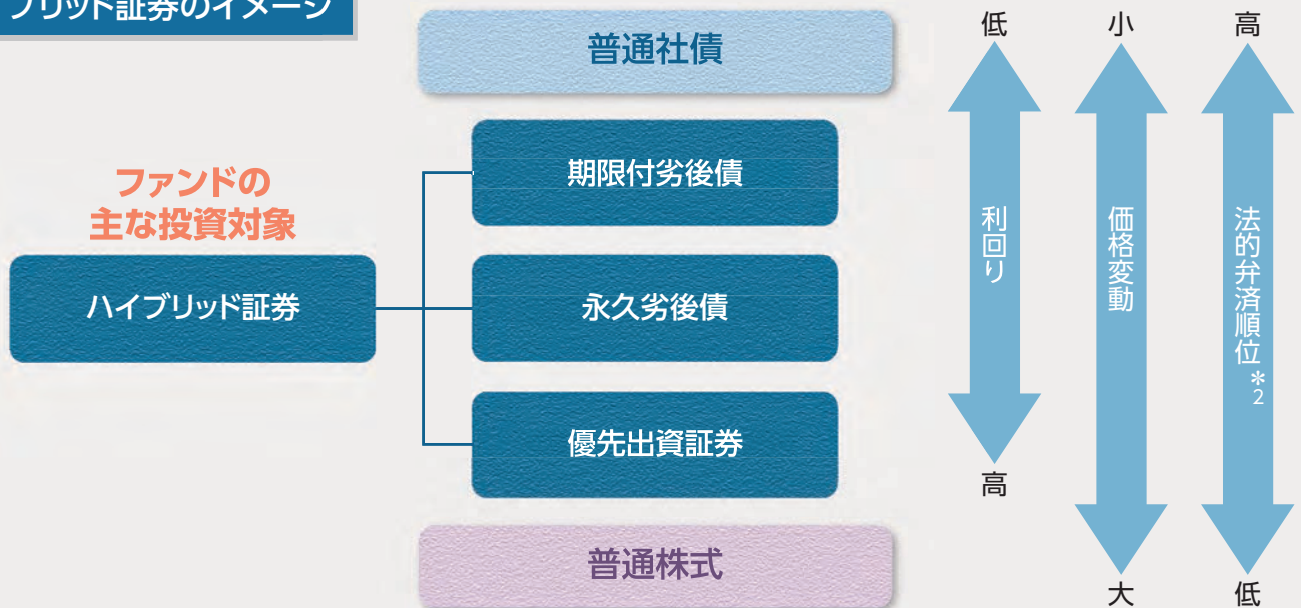 ブリッド証券のイメージ
普通社債
期限付劣後債
ファンドの
主な投資対象
ハイブリッド証券
永久劣後債
優先出資証券
普通株式
低
利回り
高
小
価格変動
大
高
法的弁済順位*2
低